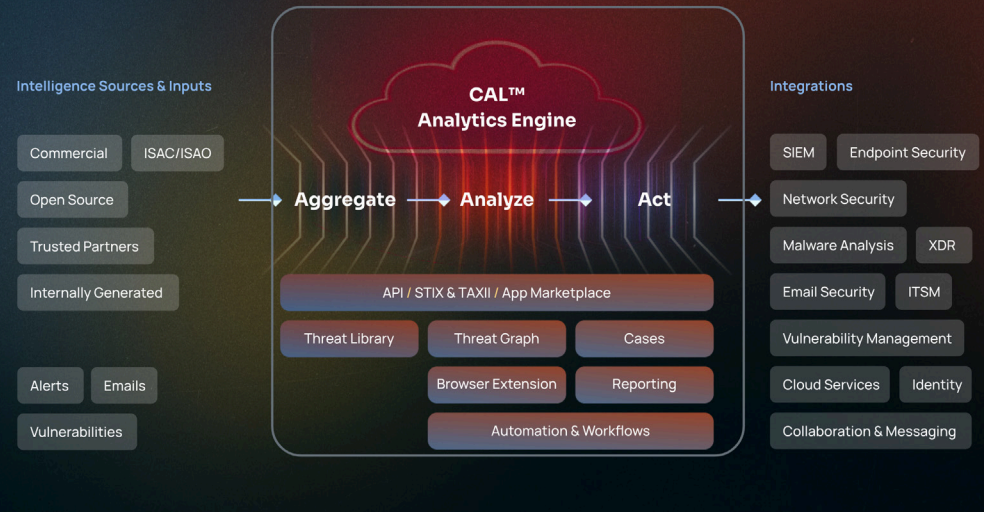 Intelligence Sources & Inputs
Commercial
ISAC/ISAO
Open Source
Trusted Partners
Internally Generated
Alerts
Emails
Vulnerabilities
CAL™
Analytics Engine
Aggregate
Analyze
Act
API / STIX & TAXII / App Marketplace
Threat Library
Threat Graph
Cases
Browser Extension
Reporting
Automation & Workflows
Integrations
SIEM
Endpoint Security
Network Security
Malware Analysis
XDR
Email Security
ITSM
Vulnerability Management
Cloud Services
Identity
Collaboration & Messaging